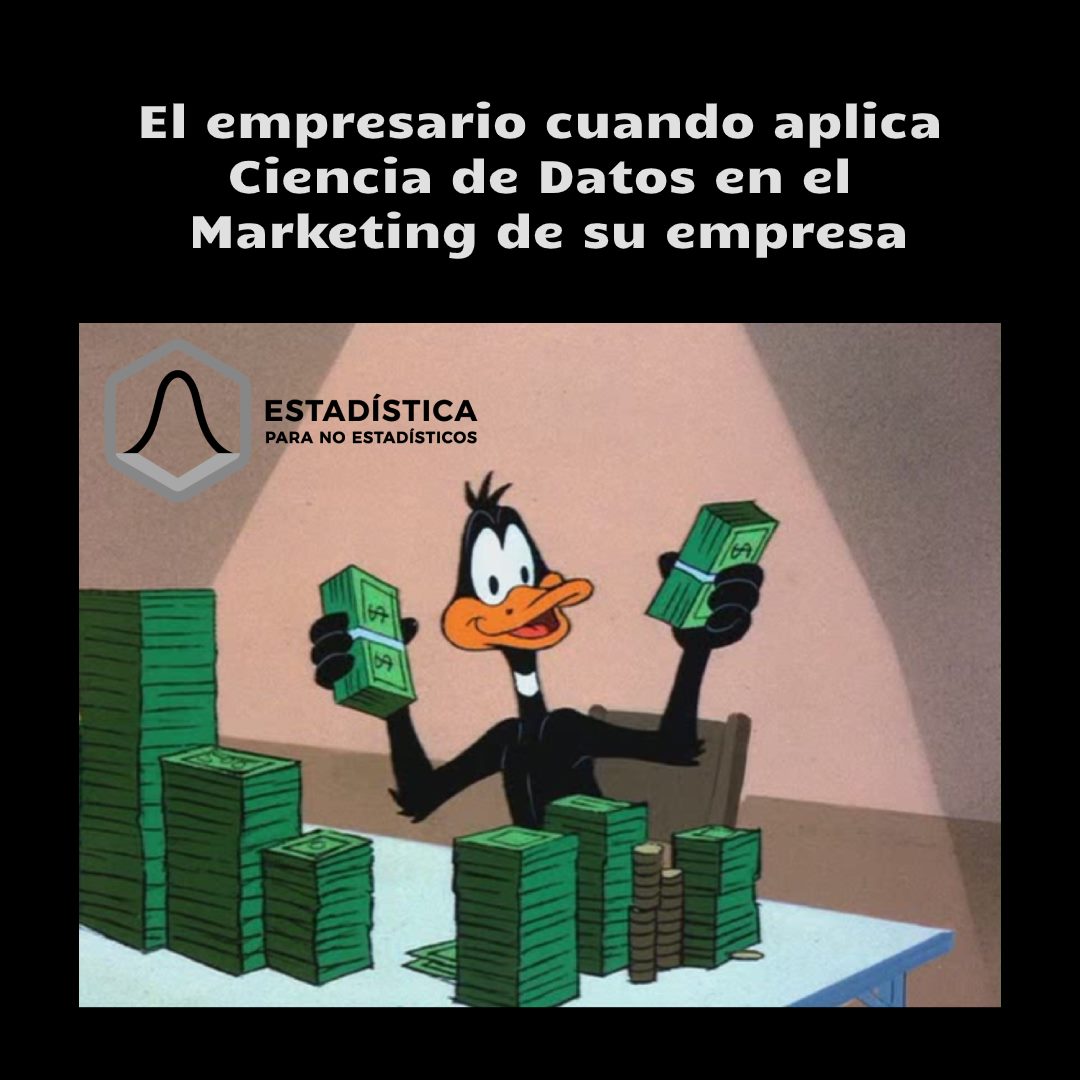 El empresario cuando aplica
Ciencia de Datos en el
Marketing de su empresa
ESTADÍSTICA
PARA NO ESTADÍSTICOS
$
$
$